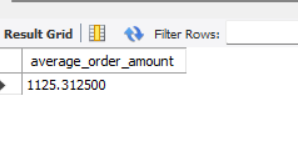 Result Grid Filter Rows:
average_order_amount
1125.312500